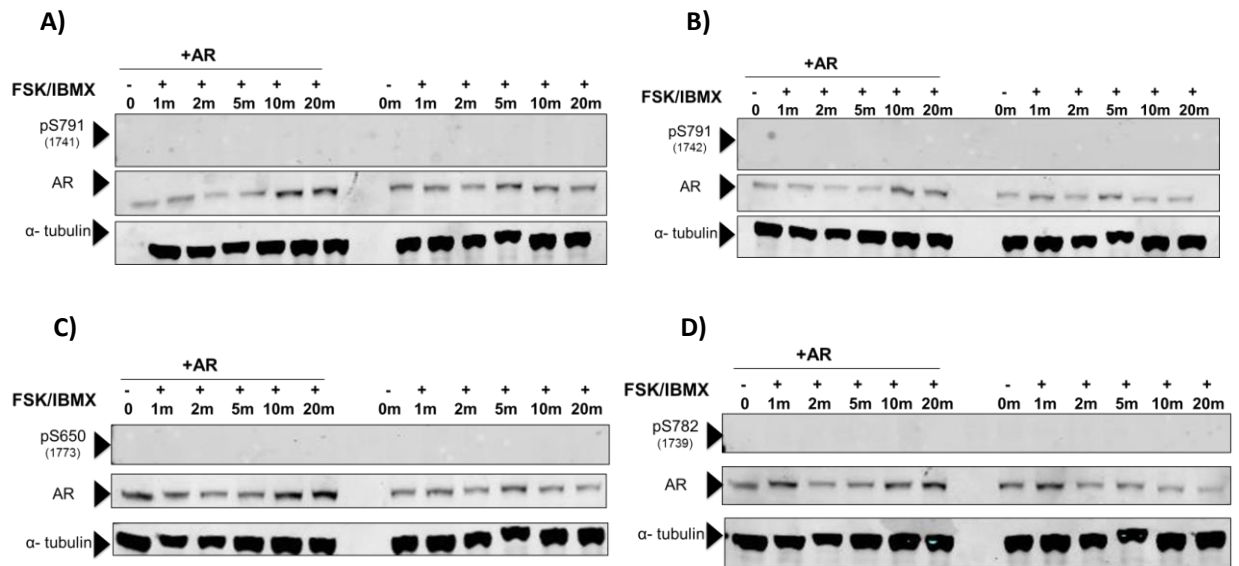 A)
+AR
- + + + + + - + + + + +
FSK/IBMX
0 1m 2m 5m 10m 20m 0m 1m 2m 5m 10m 20m
pS791
(1741)
AR
α- tubulin
B)
+AR
- + + + + + - + + + + +
FSK/IBMX
0 1m 2m 5m 10m 20m 0m 1m 2m 5m 10m 20m
pS791
(1742)
AR
α- tubulin
C)
+AR
- + + + + + - + + + + +
FSK/IBMX
0 1m 2m 5m 10m 20m 0m 1m 2m 5m 10m 20m
pS650
(1773)
AR
α- tubulin
D)
+AR
- + + + + + - + + + + +
FSK/IBMX
0 1m 2m 5m 10m 20m 0m 1m 2m 5m 10m 20m
pS782
(1739)
AR
α- tubulin